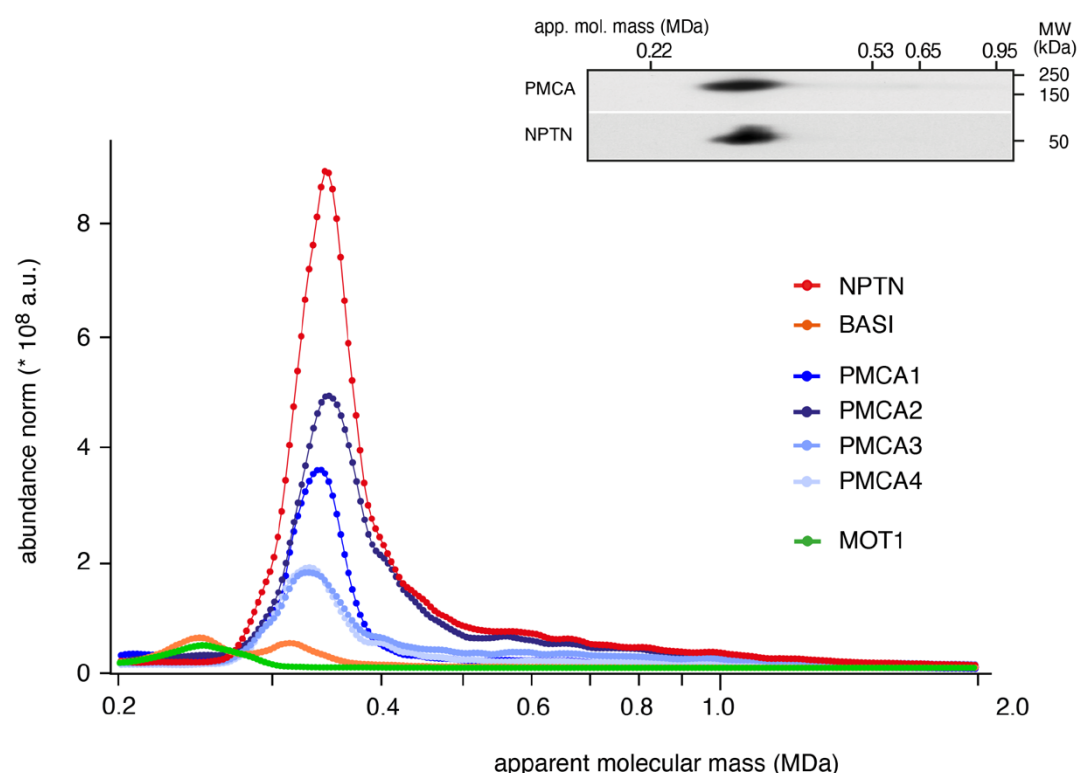 app. mol. mass (MDa)
MW
(kDa)
0.22 0.53 0.65 0.95
PMCA
250
150
NPTN
50
abundance norm (* 10⁸ a.u.)
8
6
4
2
0
NPTN
BASI
PMCA1
PMCA2
PMCA3
PMCA4
MOT1
0.2 0.4 0.6 0.8 1.0 2.0
apparent molecular mass (MDa)